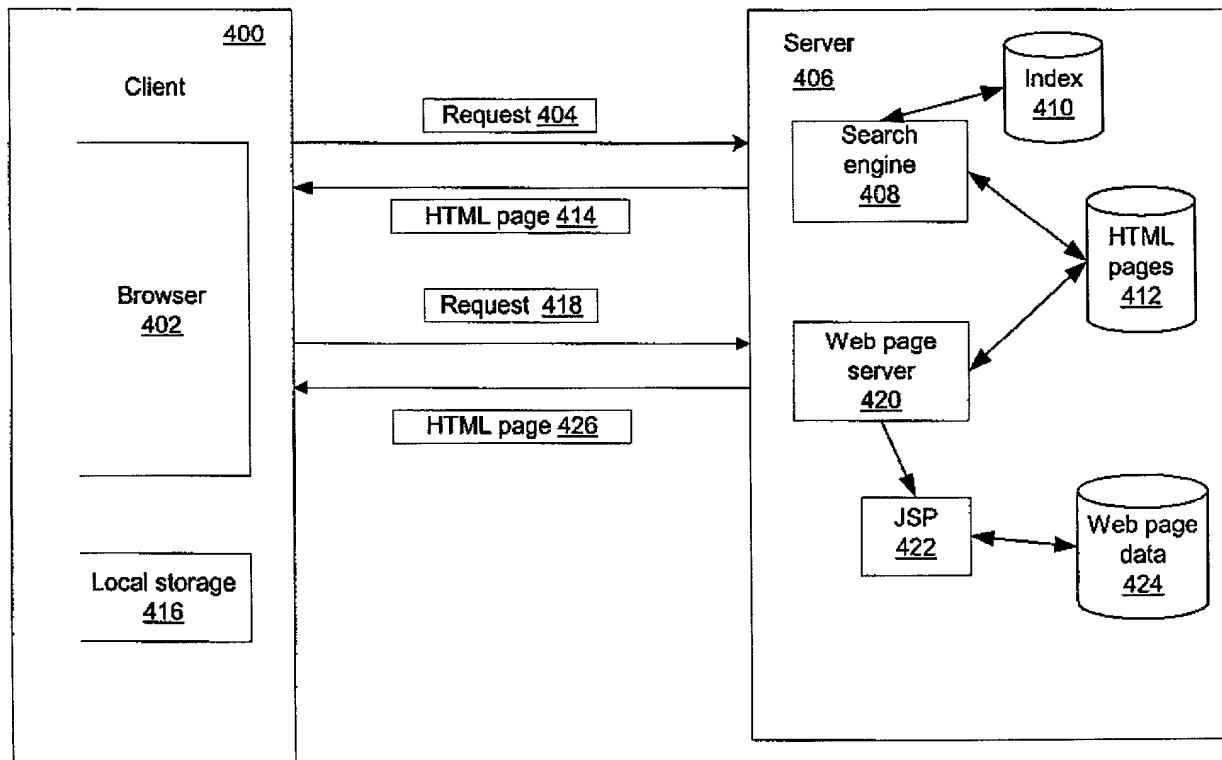 400
Client
Browser
402
Local storage
416
Request 404
HTML page 414
Request 418
HTML page 426
Server
406
Index
410
Search
engine
408
HTML
pages
412
Web page
server
420
JSP
422
Web page
data
424